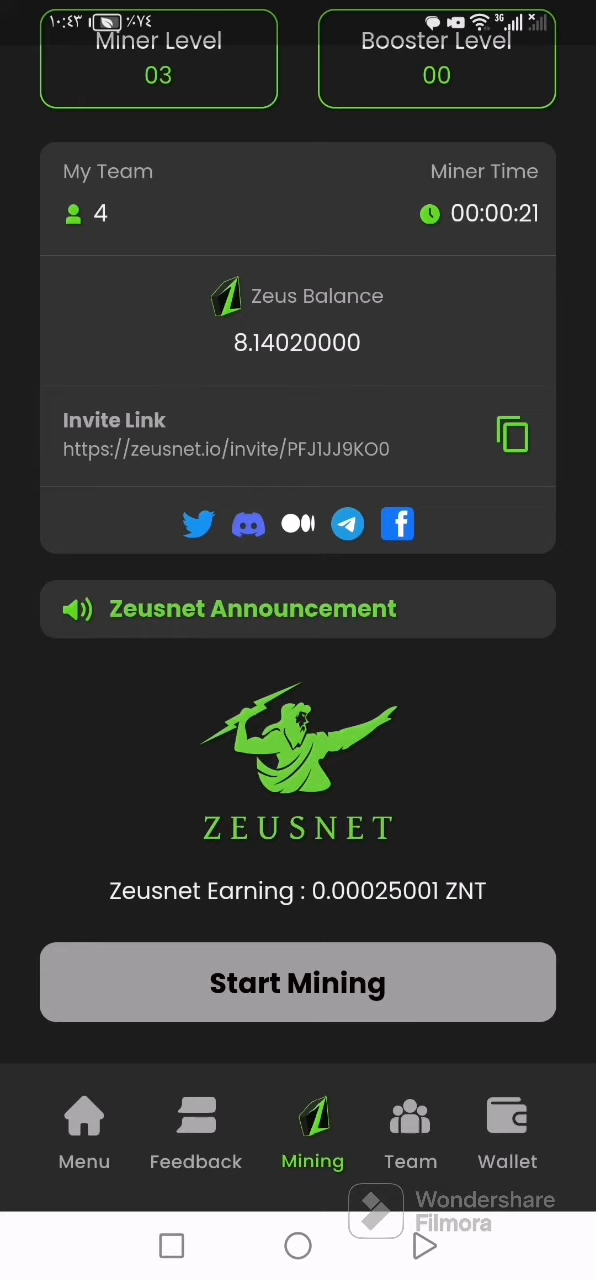 ١٠:٤٣ ٪٧٤ 3G
Miner Level Booster Level
03 00
My Team Miner Time
4 00:00:21
Zeus Balance
8.14020000
Invite Link
https://zeusnet.io/invite/PFJ1JJ9KO0
Zeusnet Announcement
ZEUSNET
Zeusnet Earning : 0.00025001 ZNT
Start Mining
Menu Feedback Mining Team Wallet
Wondershare
Filmora